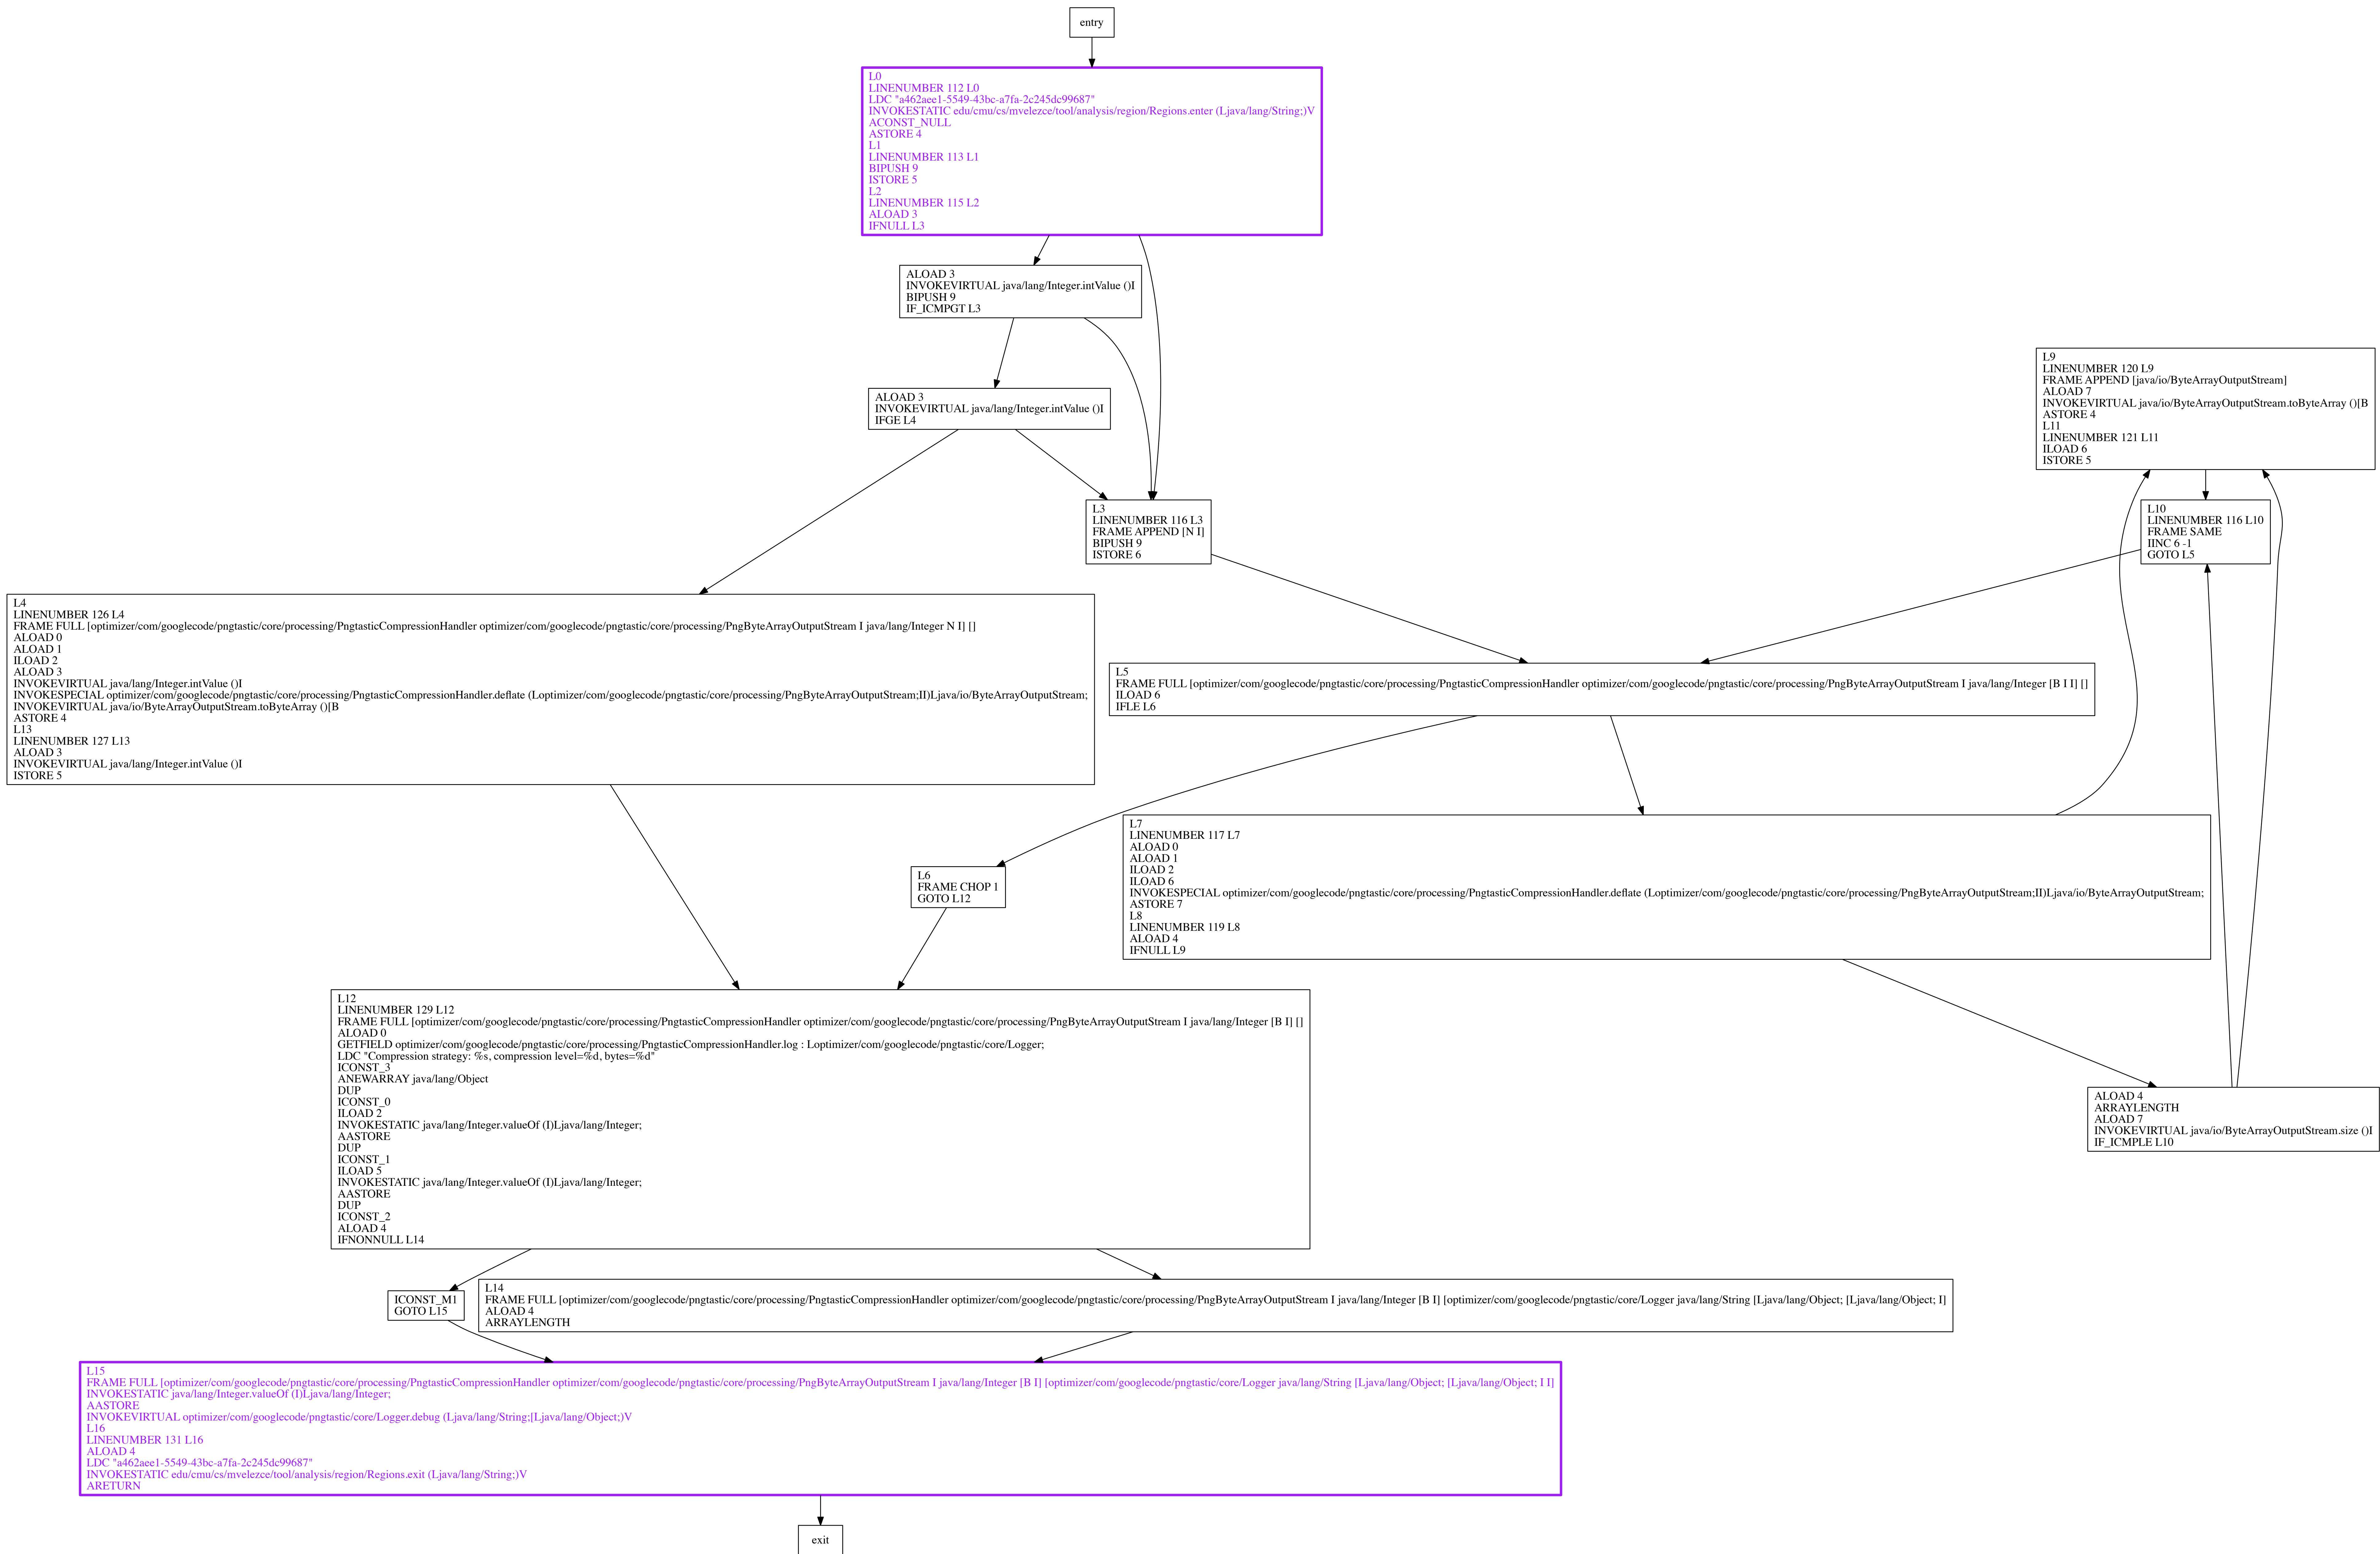 entry
L0
LINENUMBER 112 L0
LDC "a462aee1-5549-43bc-a7fa-2c245dc99687"
INVOKESTATIC edu/cmu/cs/mvelezce/tool/analysis/region/Regions.enter (Ljava/lang/String;)V
ACONST_NULL
ASTORE 4
L1
LINENUMBER 113 L1
BIPUSH 9
ISTORE 5
L2
LINENUMBER 115 L2
ALOAD 3
IFNULL L3
ALOAD 3
INVOKEVIRTUAL java/lang/Integer.intValue ()I
BIPUSH 9
IF_ICMPGT L3
L9
LINENUMBER 120 L9
FRAME APPEND [java/io/ByteArrayOutputStream]
ALOAD 7
INVOKEVIRTUAL java/io/ByteArrayOutputStream.toByteArray ()[B
ASTORE 4
L11
LINENUMBER 121 L11
ILOAD 6
ISTORE 5
ALOAD 3
INVOKEVIRTUAL java/lang/Integer.intValue ()I
IFGE L4
L3
LINENUMBER 116 L3
FRAME APPEND [N I]
BIPUSH 9
ISTORE 6
L10
LINENUMBER 116 L10
FRAME SAME
IINC 6 -1
GOTO L5
L4
LINENUMBER 126 L4
FRAME FULL [optimizer/com/googlecode/pngtastic/core/processing/PngtasticCompressionHandler optimizer/com/googlecode/pngtastic/core/processing/PngByteArrayOutputStream I java/lang/Integer N I] []
ALOAD 0
ALOAD 1
ILOAD 2
ALOAD 3
INVOKEVIRTUAL java/lang/Integer.intValue ()I
INVOKESPECIAL optimizer/com/googlecode/pngtastic/core/processing/PngtasticCompressionHandler.deflate (Loptimizer/com/googlecode/pngtastic/core/processing/PngByteArrayOutputStream;II)Ljava/io/ByteArrayOutputStream;
INVOKEVIRTUAL java/io/ByteArrayOutputStream.toByteArray ()[B
ASTORE 4
L13
LINENUMBER 127 L13
ALOAD 3
INVOKEVIRTUAL java/lang/Integer.intValue ()I
ISTORE 5
L5
FRAME FULL [optimizer/com/googlecode/pngtastic/core/processing/PngtasticCompressionHandler optimizer/com/googlecode/pngtastic/core/processing/PngByteArrayOutputStream I java/lang/Integer [B I I] []
ILOAD 6
IFLE L6
L7
LINENUMBER 117 L7
ALOAD 0
ALOAD 1
ILOAD 2
ILOAD 6
INVOKESPECIAL optimizer/com/googlecode/pngtastic/core/processing/PngtasticCompressionHandler.deflate (Loptimizer/com/googlecode/pngtastic/core/processing/PngByteArrayOutputStream;II)Ljava/io/ByteArrayOutputStream;
ASTORE 7
L8
LINENUMBER 119 L8
ALOAD 4
IFNULL L9
L6
FRAME CHOP 1
GOTO L12
L12
LINENUMBER 129 L12
FRAME FULL [optimizer/com/googlecode/pngtastic/core/processing/PngtasticCompressionHandler optimizer/com/googlecode/pngtastic/core/processing/PngByteArrayOutputStream I java/lang/Integer [B I] []
ALOAD 0
GETFIELD optimizer/com/googlecode/pngtastic/core/processing/PngtasticCompressionHandler.log : Loptimizer/com/googlecode/pngtastic/core/Logger;
LDC "Compression strategy: %s, compression level=%d, bytes=%d"
ICONST_3
ANEWARRAY java/lang/Object
DUP
ICONST_0
ILOAD 2
INVOKESTATIC java/lang/Integer.valueOf (I)Ljava/lang/Integer;
AASTORE
DUP
ICONST_1
ILOAD 5
INVOKESTATIC java/lang/Integer.valueOf (I)Ljava/lang/Integer;
AASTORE
DUP
ICONST_2
ALOAD 4
IFNONNULL L14
ALOAD 4
ARRAYLENGTH
ALOAD 7
INVOKEVIRTUAL java/io/ByteArrayOutputStream.size ()I
IF_ICMPLE L10
ICONST_M1
GOTO L15
L14
FRAME FULL [optimizer/com/googlecode/pngtastic/core/processing/PngtasticCompressionHandler optimizer/com/googlecode/pngtastic/core/processing/PngByteArrayOutputStream I java/lang/Integer [B I] [optimizer/com/googlecode/pngtastic/core/Logger java/lang/String [Ljava/lang/Object; [Ljava/lang/Object; I]
ALOAD 4
ARRAYLENGTH
L15
FRAME FULL [optimizer/com/googlecode/pngtastic/core/processing/PngtasticCompressionHandler optimizer/com/googlecode/pngtastic/core/processing/PngByteArrayOutputStream I java/lang/Integer [B I] [optimizer/com/googlecode/pngtastic/core/Logger java/lang/String [Ljava/lang/Object; [Ljava/lang/Object; I I]
INVOKESTATIC java/lang/Integer.valueOf (I)Ljava/lang/Integer;
AASTORE
INVOKEVIRTUAL optimizer/com/googlecode/pngtastic/core/Logger.debug (Ljava/lang/String;[Ljava/lang/Object;)V
L16
LINENUMBER 131 L16
ALOAD 4
LDC "a462aee1-5549-43bc-a7fa-2c245dc99687"
INVOKESTATIC edu/cmu/cs/mvelezce/tool/analysis/region/Regions.exit (Ljava/lang/String;)V
ARETURN
exit